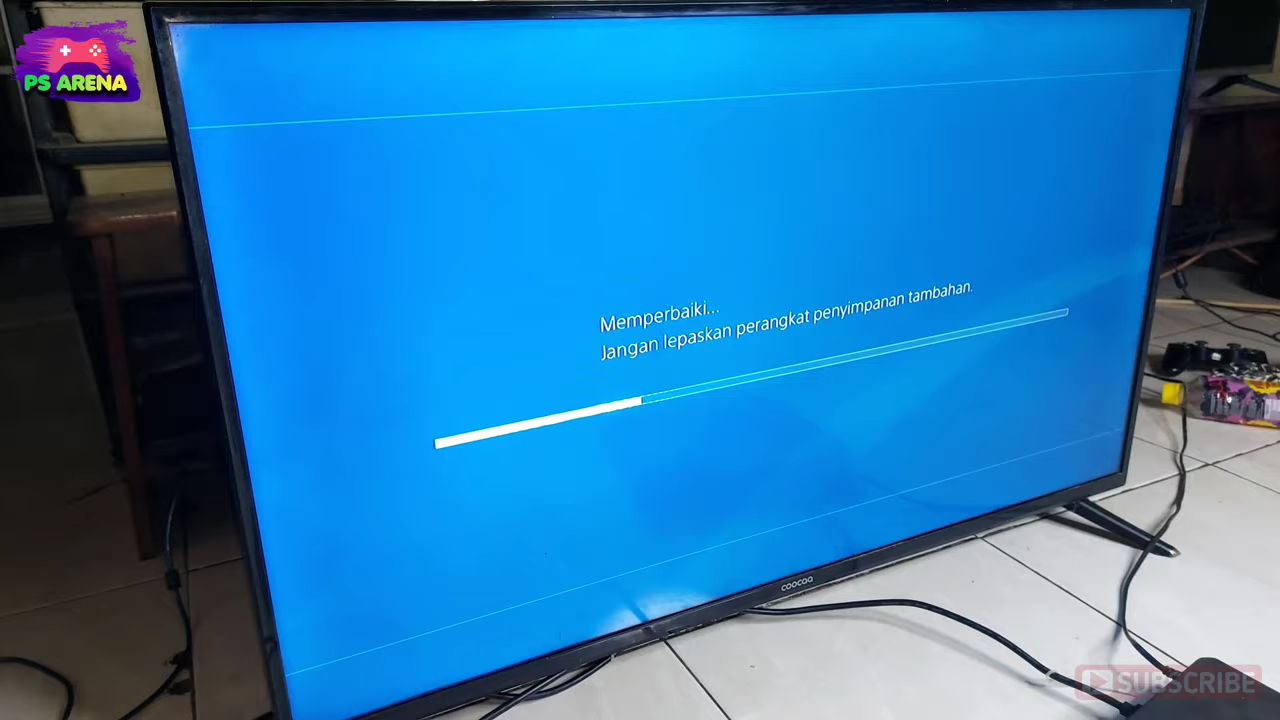 PS ARENA
Memperbaiki...
Jangan lepaskan perangkat penyimpanan tambahan.
coocaa
SUBSCRIBE